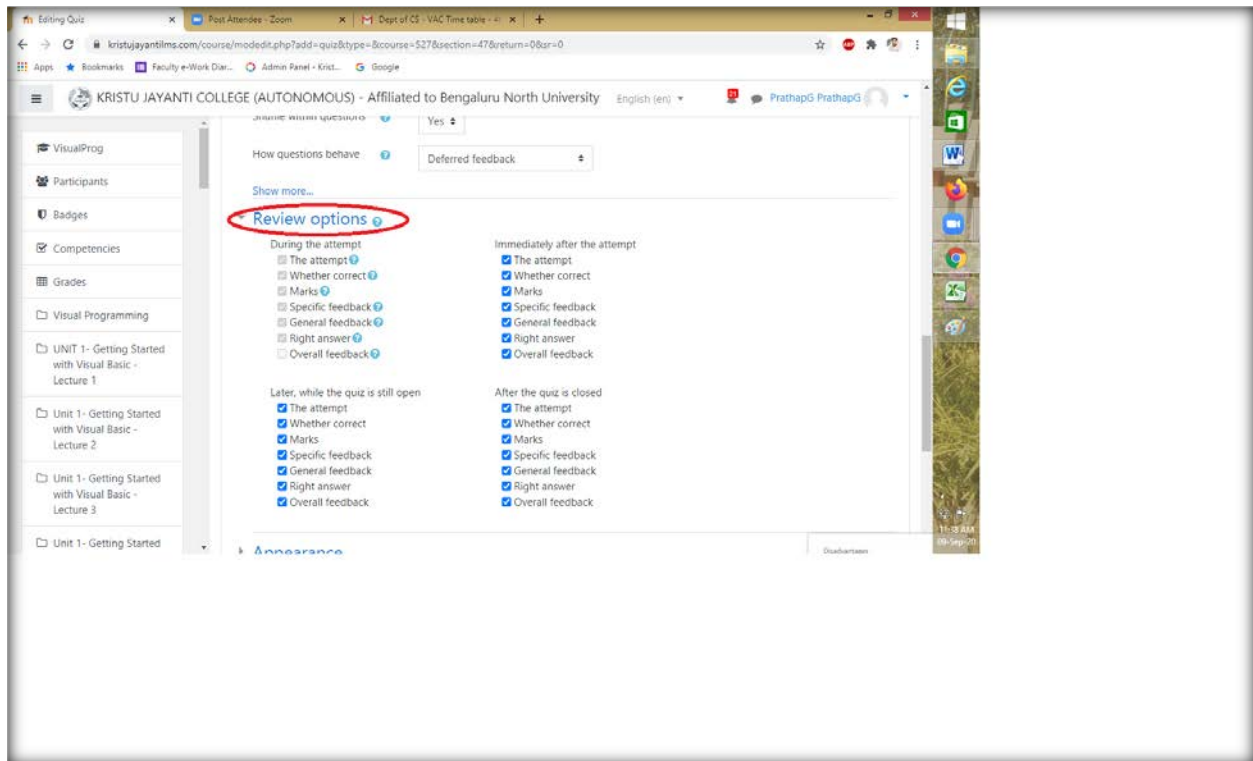 Editing Quiz
Post Attendee - Zoom
Dept of CS - VAC Time table -
kristujayantilms.com/course/modedit.php?add=quiz&type=&course=527&section=47&return=0&sr=0
Apps Bookmarks Faculty e-Work Diar... Admin Panel - Krist... Google
KRISTU JAYANTI COLLEGE (AUTONOMOUS) - Affiliated to Bengaluru North University English (en) 21 PrathapG PrathapG
VisualProg
Participants
Badges
Competencies
Grades
Visual Programming
UNIT 1- Getting Started
with Visual Basic -
Lecture 1
Unit 1- Getting Started
with Visual Basic -
Lecture 2
Unit 1- Getting Started
with Visual Basic -
Lecture 3
Unit 1- Getting Started
Shuffle within questions Yes
How questions behave Deferred feedback
Show more...
Review options
During the attempt
The attempt
Whether correct
Marks
Specific feedback
General feedback
Right answer
Overall feedback
Immediately after the attempt
The attempt
Whether correct
Marks
Specific feedback
General feedback
Right answer
Overall feedback
Later, while the quiz is still open
The attempt
Whether correct
Marks
Specific feedback
General feedback
Right answer
Overall feedback
After the quiz is closed
The attempt
Whether correct
Marks
Specific feedback
General feedback
Right answer
Overall feedback
Appearance
11:18 AM
09-Sep-20